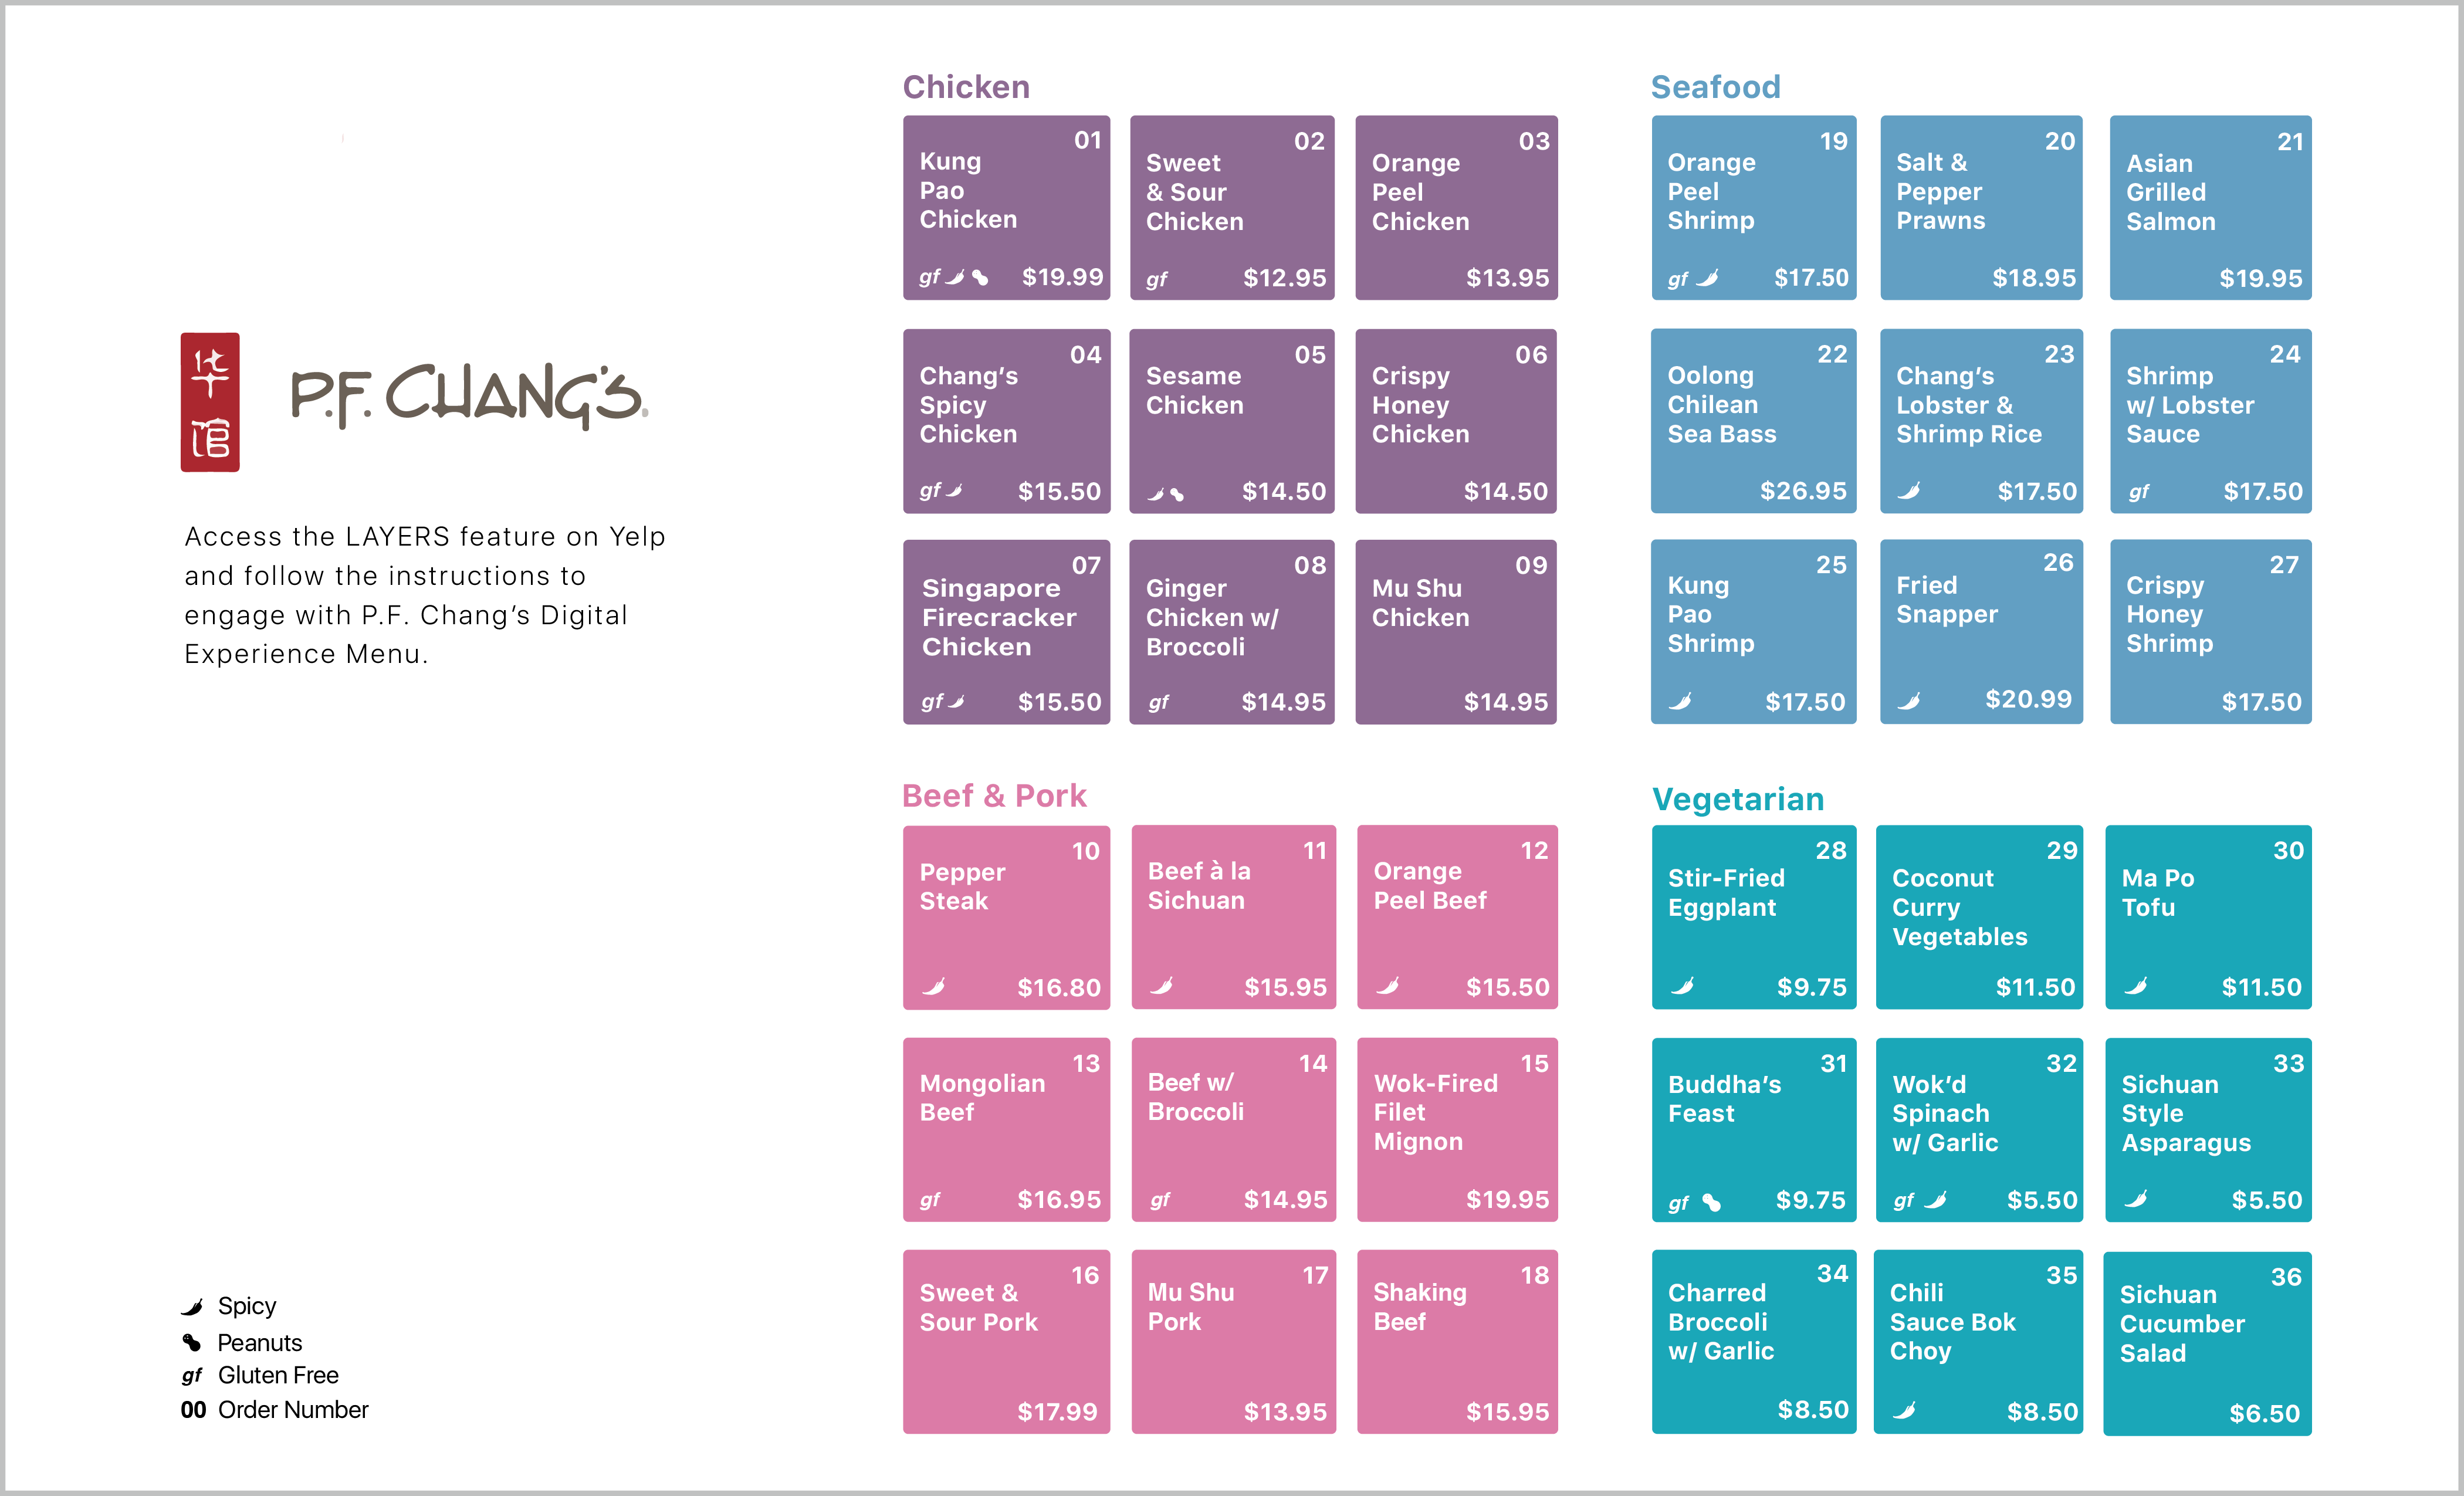 华
馆
P.F. CHANG'S.
Access the LAYERS feature on Yelp
and follow the instructions to
engage with P.F. Chang's Digital
Experience Menu.
Spicy
Peanuts
gf Gluten Free
00 Order Number
Chicken
01
Kung
Pao
Chicken
gf $19.99
02
Sweet
& Sour
Chicken
gf $12.95
03
Orange
Peel
Chicken
$13.95
04
Chang's
Spicy
Chicken
gf $15.50
05
Sesame
Chicken
$14.50
06
Crispy
Honey
Chicken
$14.50
07
Singapore
Firecracker
Chicken
gf $15.50
08
Ginger
Chicken w/
Broccoli
gf $14.95
09
Mu Shu
Chicken
$14.95
Beef & Pork
10
Pepper
Steak
$16.80
11
Beef à la
Sichuan
$15.95
12
Orange
Peel Beef
$15.50
13
Mongolian
Beef
gf $16.95
14
Beef w/
Broccoli
gf $14.95
15
Wok-Fired
Filet
Mignon
$19.95
16
Sweet &
Sour Pork
$17.99
17
Mu Shu
Pork
$13.95
18
Shaking
Beef
$15.95
Seafood
19
Orange
Peel
Shrimp
gf $17.50
20
Salt &
Pepper
Prawns
$18.95
21
Asian
Grilled
Salmon
$19.95
22
Oolong
Chilean
Sea Bass
$26.95
23
Chang's
Lobster &
Shrimp Rice
$17.50
24
Shrimp
w/ Lobster
Sauce
gf $17.50
25
Kung
Pao
Shrimp
$17.50
26
Fried
Snapper
$20.99
27
Crispy
Honey
Shrimp
$17.50
Vegetarian
28
Stir-Fried
Eggplant
$9.75
29
Coconut
Curry
Vegetables
$11.50
30
Ma Po
Tofu
$11.50
31
Buddha's
Feast
gf $9.75
32
Wok'd
Spinach
w/ Garlic
gf $5.50
33
Sichuan
Style
Asparagus
$5.50
34
Charred
Broccoli
w/ Garlic
$8.50
35
Chili
Sauce Bok
Choy
$8.50
36
Sichuan
Cucumber
Salad
$6.50